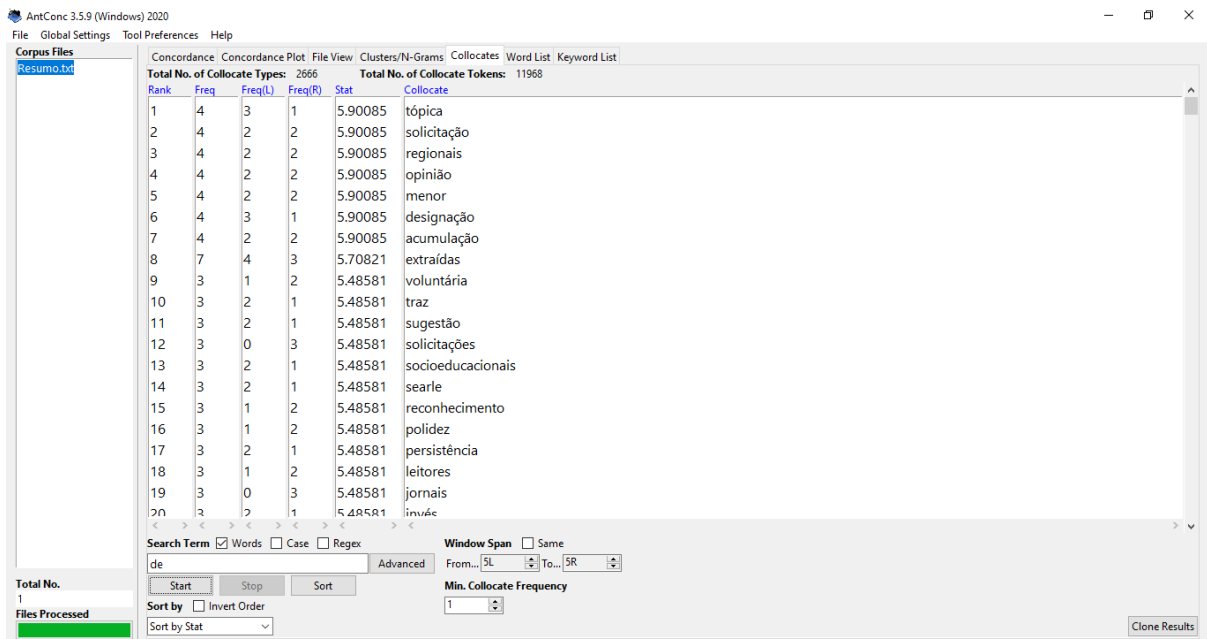 AntConc 3.5.9 (Windows) 2020
File Global Settings Tool Preferences Help
Corpus Files
Resumo.txt
Concordance Concordance Plot File View Clusters/N-Grams Collocates Word List Keyword List
Total No. of Collocate Types: 2666 Total No. of Collocate Tokens: 11968
Rank Freq Freq(L) Freq(R) Stat Collocate
1 4 3 1 5.90085 tópica
2 4 2 2 5.90085 solicitação
3 4 2 2 5.90085 regionais
4 4 2 2 5.90085 opinião
5 4 2 2 5.90085 menor
6 4 3 1 5.90085 designação
7 4 2 2 5.90085 acumulação
8 7 4 3 5.70821 extraídas
9 3 1 2 5.48581 voluntária
10 3 2 1 5.48581 traz
11 3 2 1 5.48581 sugestão
12 3 0 3 5.48581 solicitações
13 3 2 1 5.48581 socioeducacionais
14 3 2 1 5.48581 searle
15 3 1 2 5.48581 reconhecimento
16 3 1 2 5.48581 polidez
17 3 2 1 5.48581 persistência
18 3 1 2 5.48581 leitores
19 3 0 3 5.48581 jornais
20 3 2 1 5.48581 invés
Search Term Words Case Regex Window Span Same
de Advanced From... 5L To... 5R
Start Stop Sort Min. Collocate Frequency
Sort by Invert Order 1
Sort by Stat Clone Results
Total No.
1
Files Processed